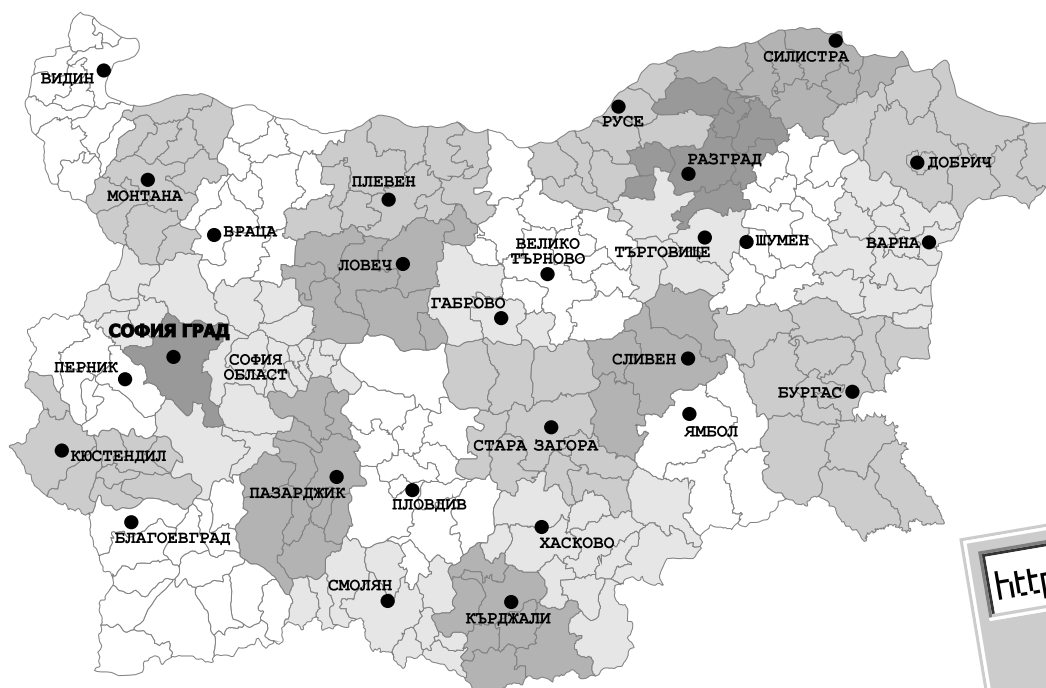 СИЛИСТРА
ВИДИН
РУСЕ
РАЗГРАД
ДОБРИЧ
МОНТАНА
ПЛЕВЕН
ВРАЦА
ВЕЛИКО
ТЪРНОВО
ТЪРГОВИЩЕ
ШУМЕН
ВАРНА
ЛОВЕЧ
ГАБРОВО
СОФИЯ ГРАД
ПЕРНИК
СОФИЯ
ОБЛАСТ
СЛИВЕН
БУРГАС
ЯМБОЛ
СТАРА ЗАГОРА
КЮСТЕНДИЛ
ПАЗАРДЖИК
ПЛОВДИВ
БЛАГОЕВГРАД
ХАСКОВО
СМОЛЯН
КЪРДЖАЛИ
http